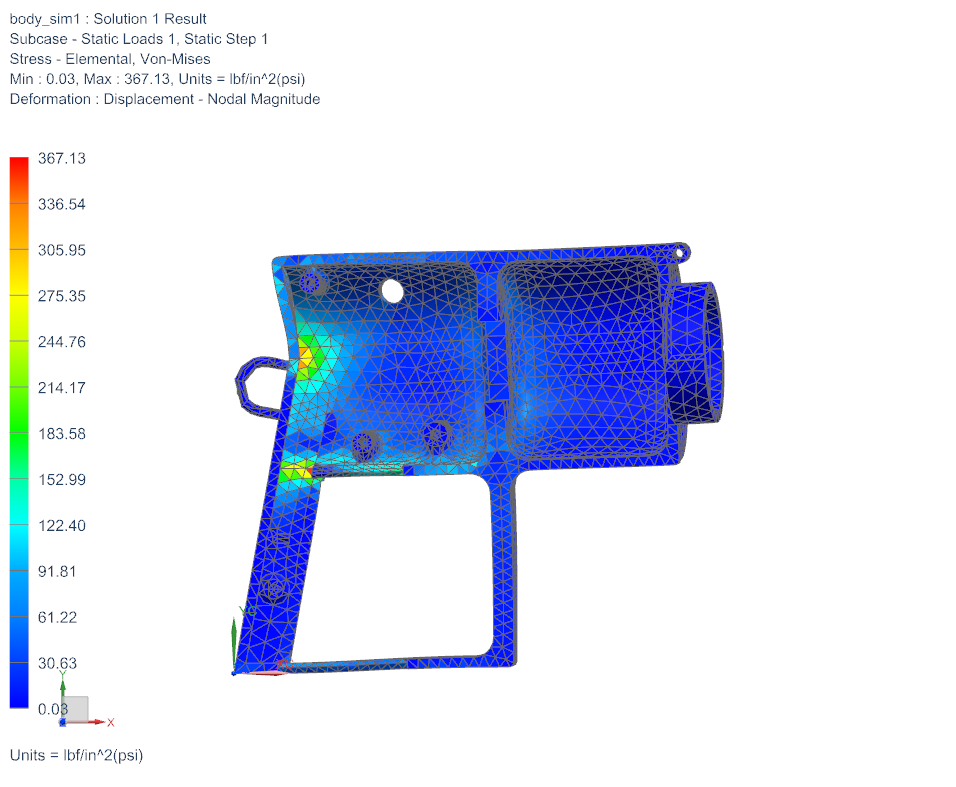 body_sim1 : Solution 1 Result
Subcase - Static Loads 1, Static Step 1
Stress - Elemental, Von-Mises
Min : 0.03, Max : 367.13, Units = lbf/in^2(psi)
Deformation : Displacement - Nodal Magnitude
367.13
336.54
305.95
275.35
244.76
214.17
183.58
152.99
122.40
91.81
61.22
30.63
0.03
Y
X
Units = lbf/in^2(psi)